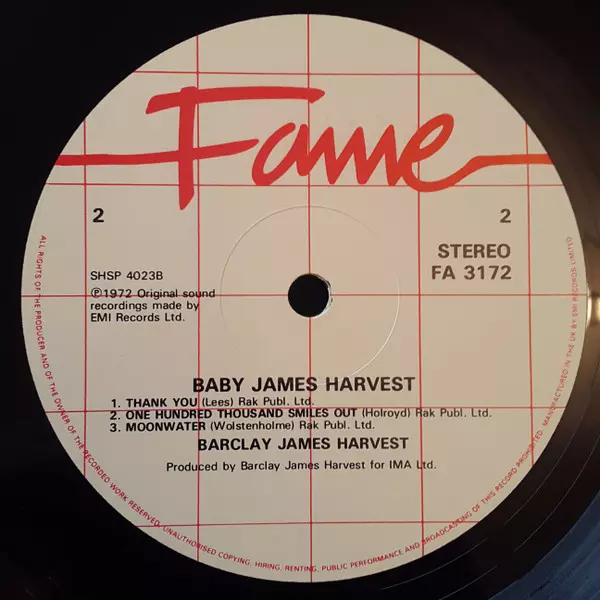 Fame
2
2
SHSP 4023B
STEREO
℗1972 Original sound
FA 3172
recordings made by
EMI Records Ltd.
BABY JAMES HARVEST
1. THANK YOU (Lees) Rak Publ. Ltd.
2. ONE HUNDRED THOUSAND SMILES OUT (Holroyd) Rak Publ. Ltd.
3. MOONWATER (Wolstenholme) Rak Publ. Ltd.
BARCLAY JAMES HARVEST
Produced by Barclay James Harvest for IMA Ltd.
ALL RIGHTS OF THE PRODUCER AND OF THE OWNER OF THE RECORDED WORK RESERVED. UNAUTHORISED COPYING, HIRING, RENTING, PUBLIC PERFORMANCE AND BROADCASTING OF THIS RECORD PROHIBITED. MANUFACTURED IN THE UK BY EMI RECORDS LIMITED